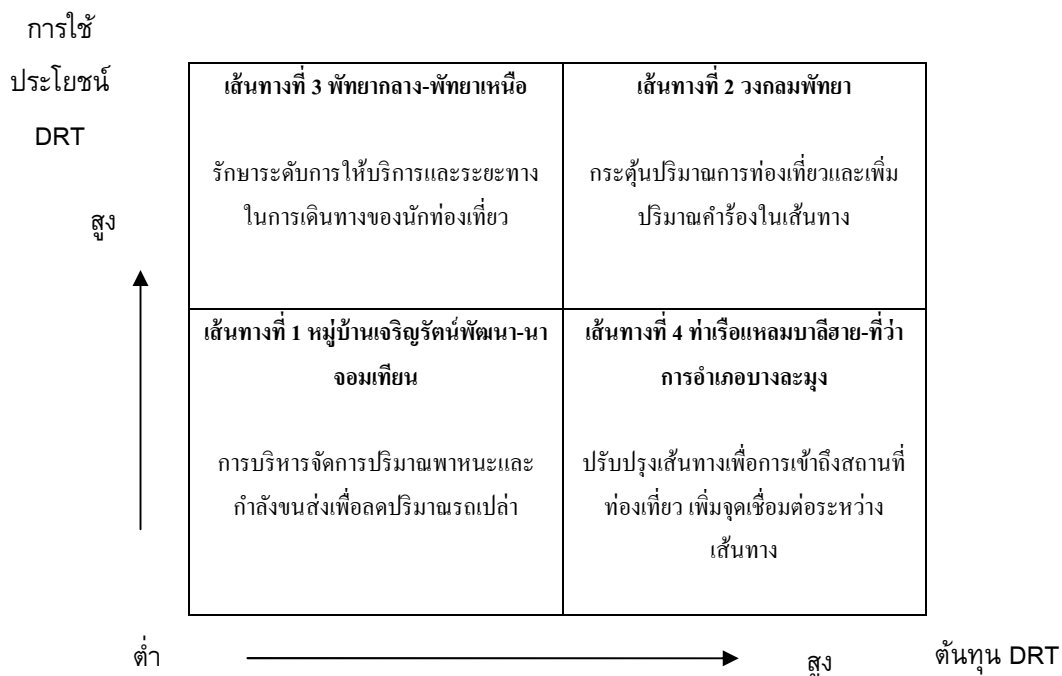 การใช้
ประโยชน์
DRT
สูง
เส้นทางที่ 3 พัทยากลาง-พัทยาเหนือ
รักษาระดับการให้บริการและระยะทาง
ในการเดินทางของนักท่องเที่ยว
เส้นทางที่ 2 วงกลมพัทยา
กระตุ้นปริมาณการท่องเที่ยวและเพิ่ม
ปริมาณคำร้องในเส้นทาง
เส้นทางที่ 1 หมู่บ้านเจริญรัตน์พัฒนา-นา
จอมเทียน
การบริหารจัดการปริมาณพาหนะและ
กำลังขนส่งเพื่อลดปริมาณรถเปล่า
เส้นทางที่ 4 ท่าเรือแหลมบาลีฮาย-ที่ว่า
การอำเภอบางละมุง
ปรับปรุงเส้นทางเพื่อการเข้าถึงสถานที่
ท่องเที่ยว เพิ่มจุดเชื่อมต่อระหว่าง
เส้นทาง
ต่ำ
สูง
ต้นทุน DRT